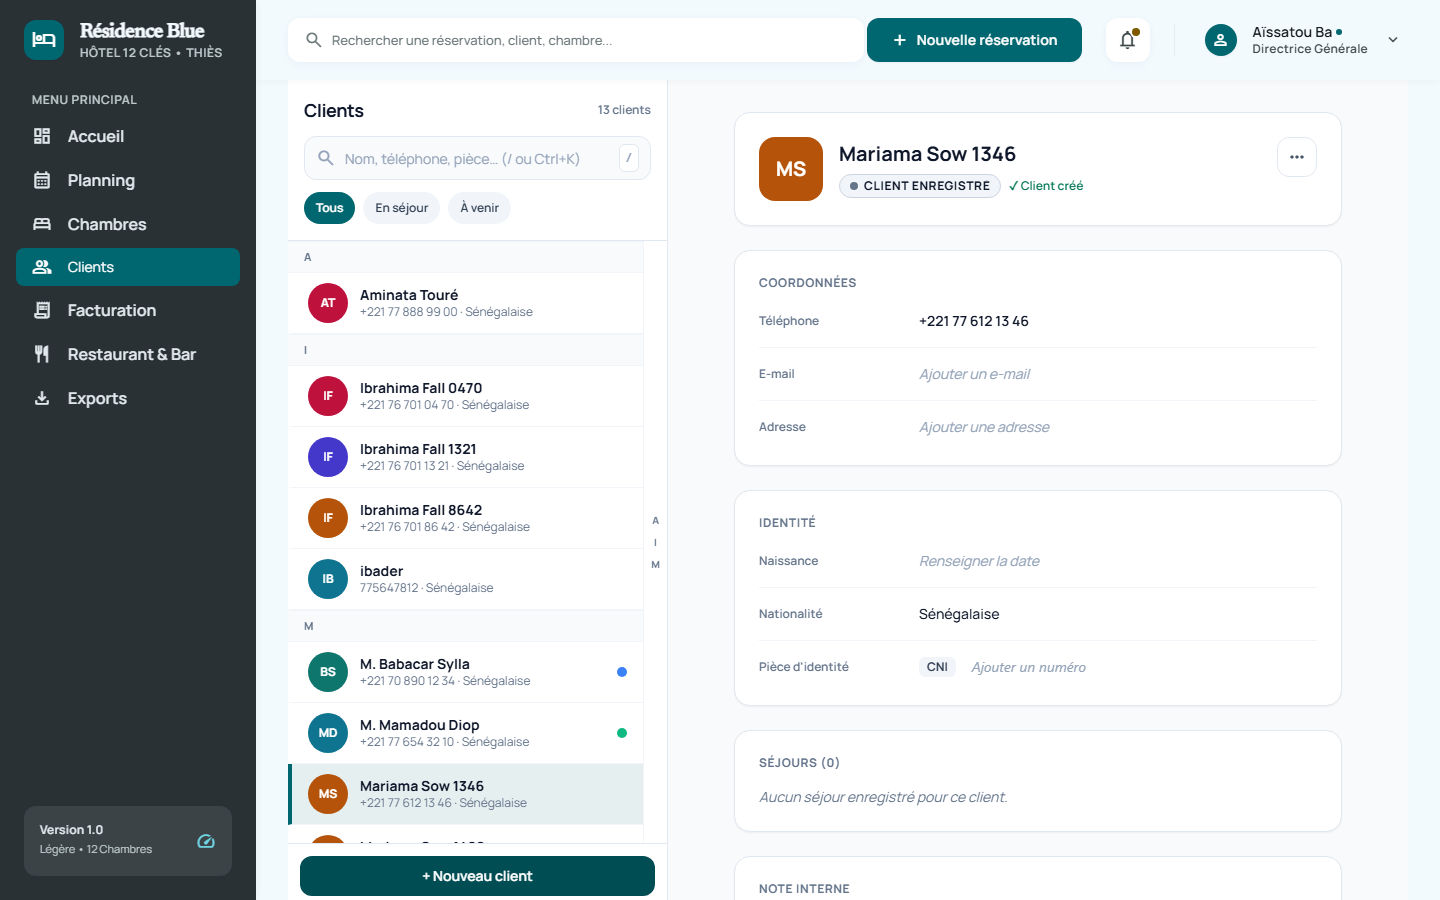 Résidence Blue
HÔTEL 12 CLÉS • THIÈS
MENU PRINCIPAL
Accueil
Planning
Chambres
Clients
Facturation
Restaurant & Bar
Exports
Version 1.0
Légère • 12 Chambres
Rechercher une réservation, client, chambre...
+ Nouvelle réservation
Aïssatou Ba
Directrice Générale
Clients
13 clients
Nom, téléphone, pièce... (/ ou Ctrl+K)
/
Tous
En séjour
À venir
A
AT
Aminata Touré
+221 77 888 99 00 · Sénégalaise
I
IF
Ibrahima Fall 0470
+221 76 701 04 70 · Sénégalaise
IF
Ibrahima Fall 1321
+221 76 701 13 21 · Sénégalaise
IF
Ibrahima Fall 8642
+221 76 701 86 42 · Sénégalaise
IB
ibader
775647812 · Sénégalaise
M
BS
M. Babacar Sylla
+221 70 890 12 34 · Sénégalaise
MD
M. Mamadou Diop
+221 77 654 32 10 · Sénégalaise
MS
Mariama Sow 1346
+221 77 612 13 46 · Sénégalaise
A
I
M
+ Nouveau client
MS
Mariama Sow 1346
CLIENT ENREGISTRE
✓ Client créé
COORDONNÉES
Téléphone
+221 77 612 13 46
E-mail
Ajouter un e-mail
Adresse
Ajouter une adresse
IDENTITÉ
Naissance
Renseigner la date
Nationalité
Sénégalaise
Pièce d'identité
CNI
Ajouter un numéro
SÉJOURS (0)
Aucun séjour enregistré pour ce client.
NOTE INTERNE